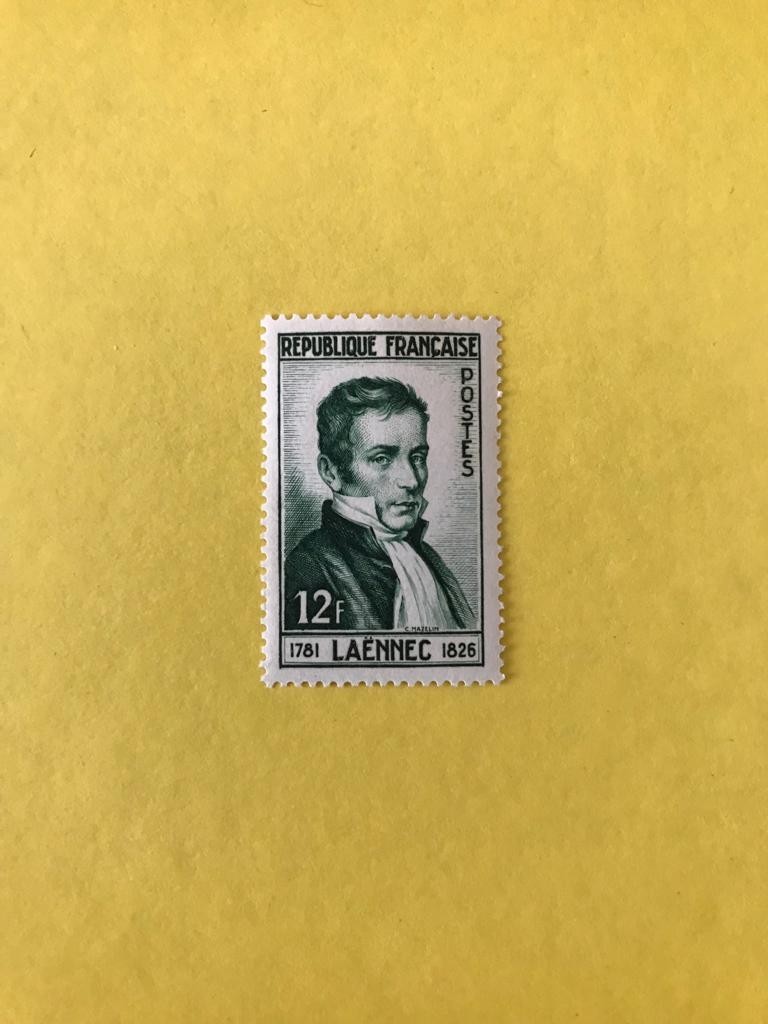 REPUBLIQUE FRANÇAISE
POSTES
12F
C. MAZELIN
1781 LAËNNEC 1826